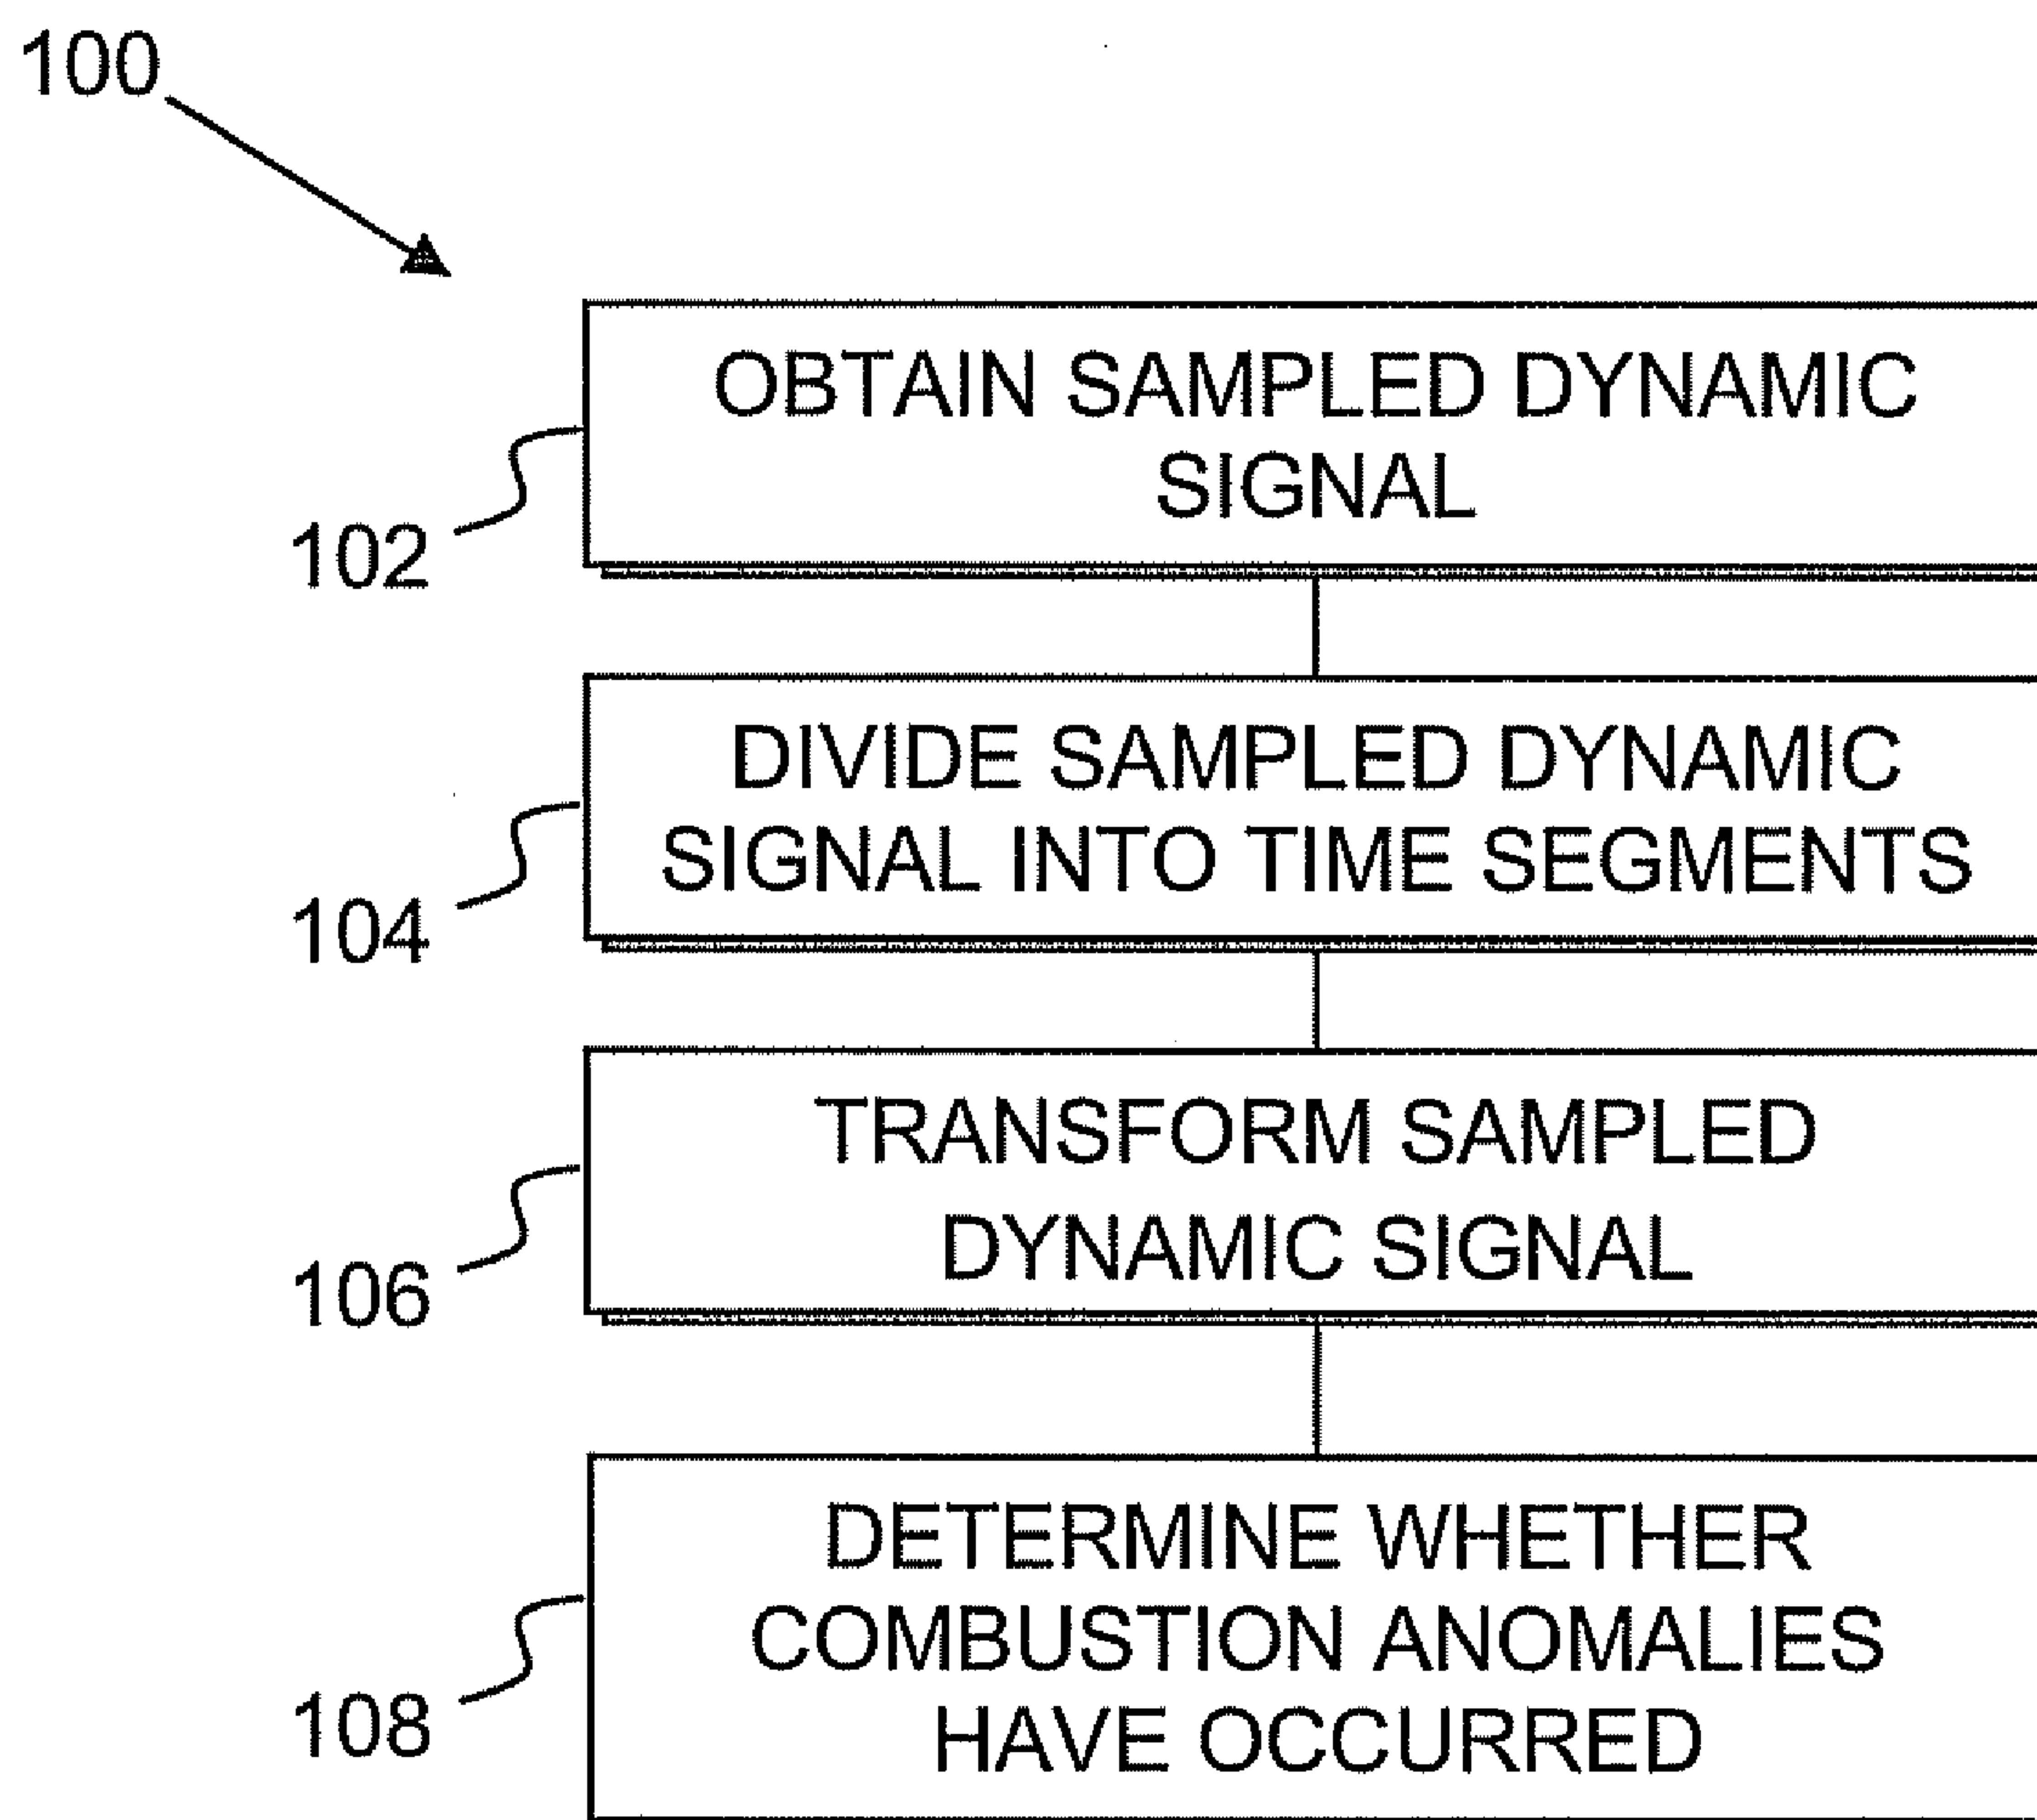 100
OBTAIN SAMPLED DYNAMIC
SIGNAL
102
DIVIDE SAMPLED DYNAMIC
SIGNAL INTO TIME SEGMENTS
104
TRANSFORM SAMPLED
DYNAMIC SIGNAL
106
DETERMINE WHETHER
COMBUSTION ANOMALIES
HAVE OCCURRED
108